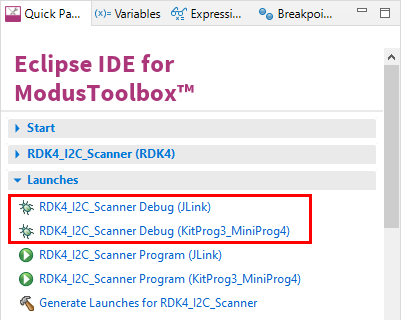 Quick Pa... (x)= Variables Expressi... Breakpoi...
Eclipse IDE for
ModusToolbox™
Start
RDK4_I2C_Scanner (RDK4)
Launches
RDK4_I2C_Scanner Debug (JLink)
RDK4_I2C_Scanner Debug (KitProg3_MiniProg4)
RDK4_I2C_Scanner Program (JLink)
RDK4_I2C_Scanner Program (KitProg3_MiniProg4)
Generate Launches for RDK4_I2C_Scanner